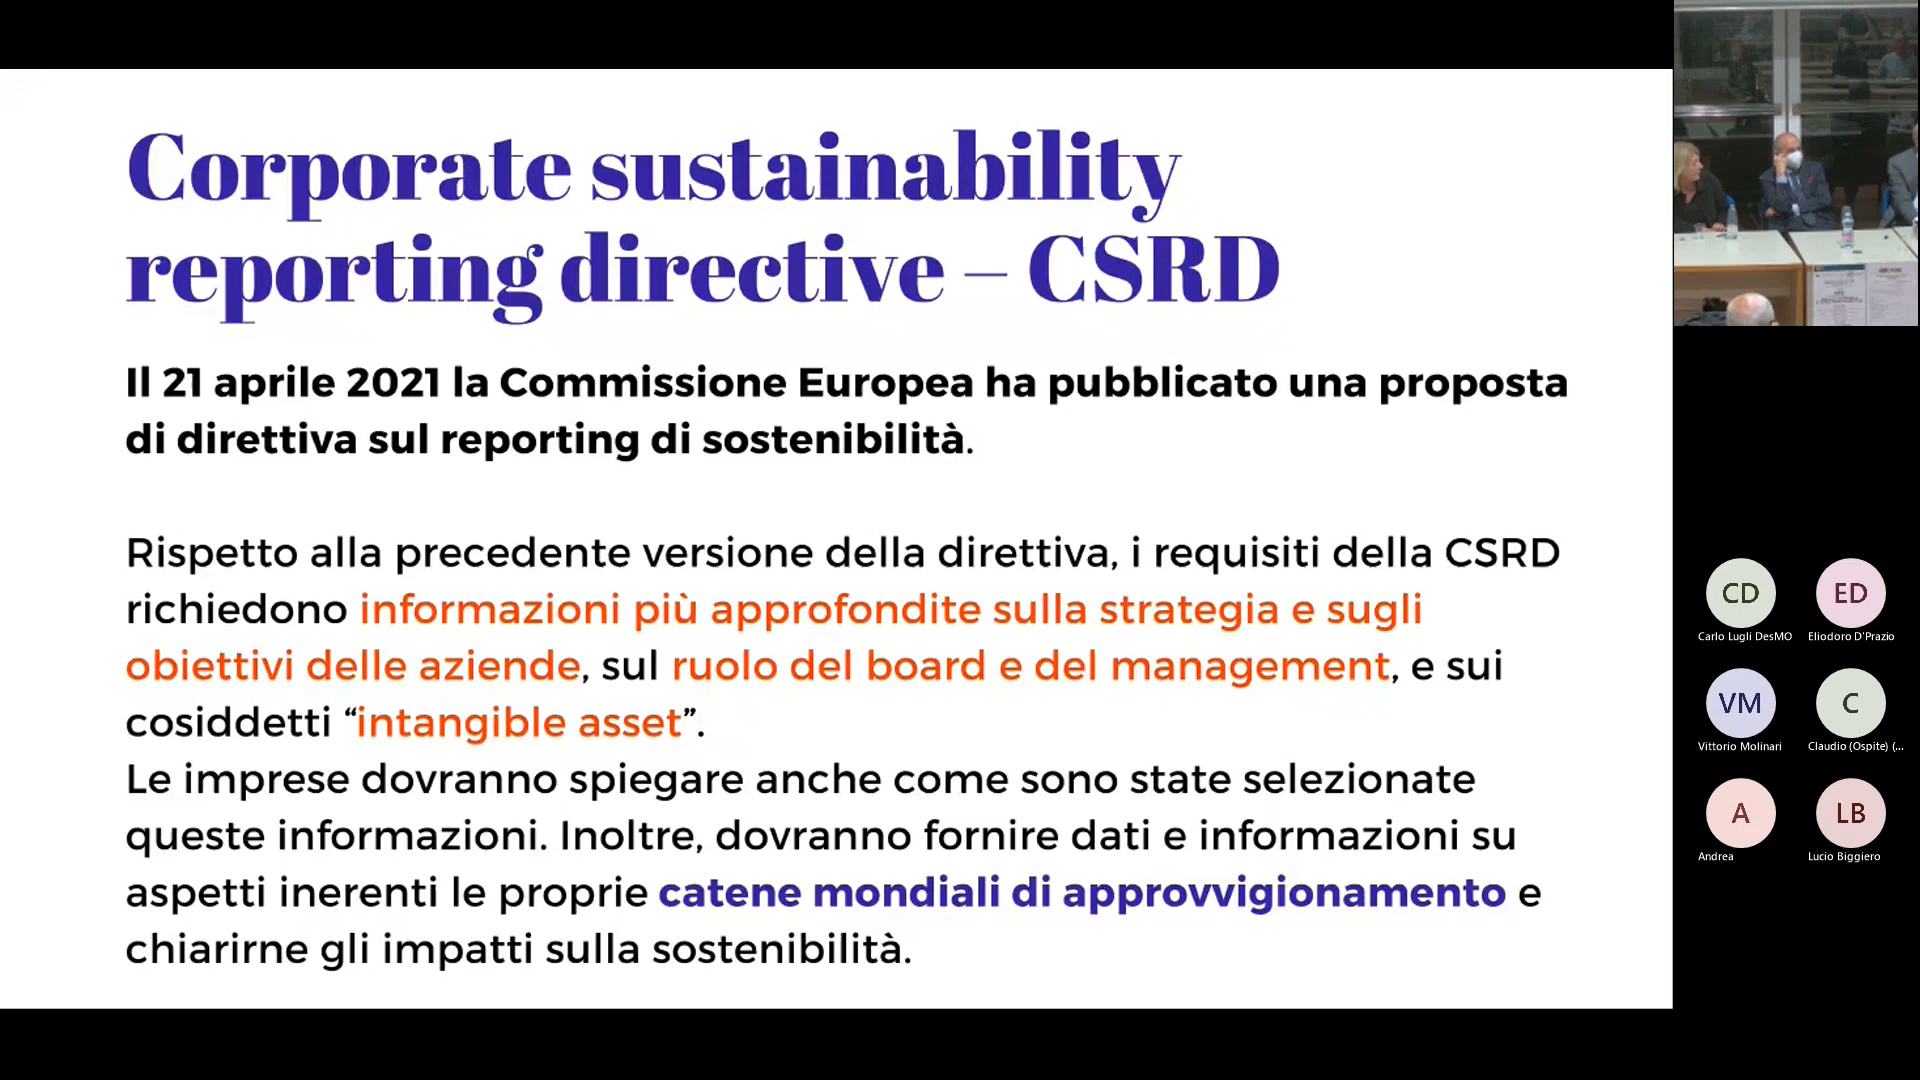 Corporate sustainability
reporting directive – CSRD
Il 21 aprile 2021 la Commissione Europea ha pubblicato una proposta
di direttiva sul reporting di sostenibilità.
Rispetto alla precedente versione della direttiva, i requisiti della CSRD
richiedono informazioni più approfondite sulla strategia e sugli
obiettivi delle aziende, sul ruolo del board e del management, e sui
cosiddetti “intangible asset”.
Le imprese dovranno spiegare anche come sono state selezionate
queste informazioni. Inoltre, dovranno fornire dati e informazioni su
aspetti inerenti le proprie catene mondiali di approvvigionamento e
chiarirne gli impatti sulla sostenibilità.
CD
Carlo Lugli DesMO
ED
Eliodoro D'Prazio
VM
Vittorio Molinari
C
Claudio (Ospite) (...
A
Andrea
LB
Lucio Biggiero